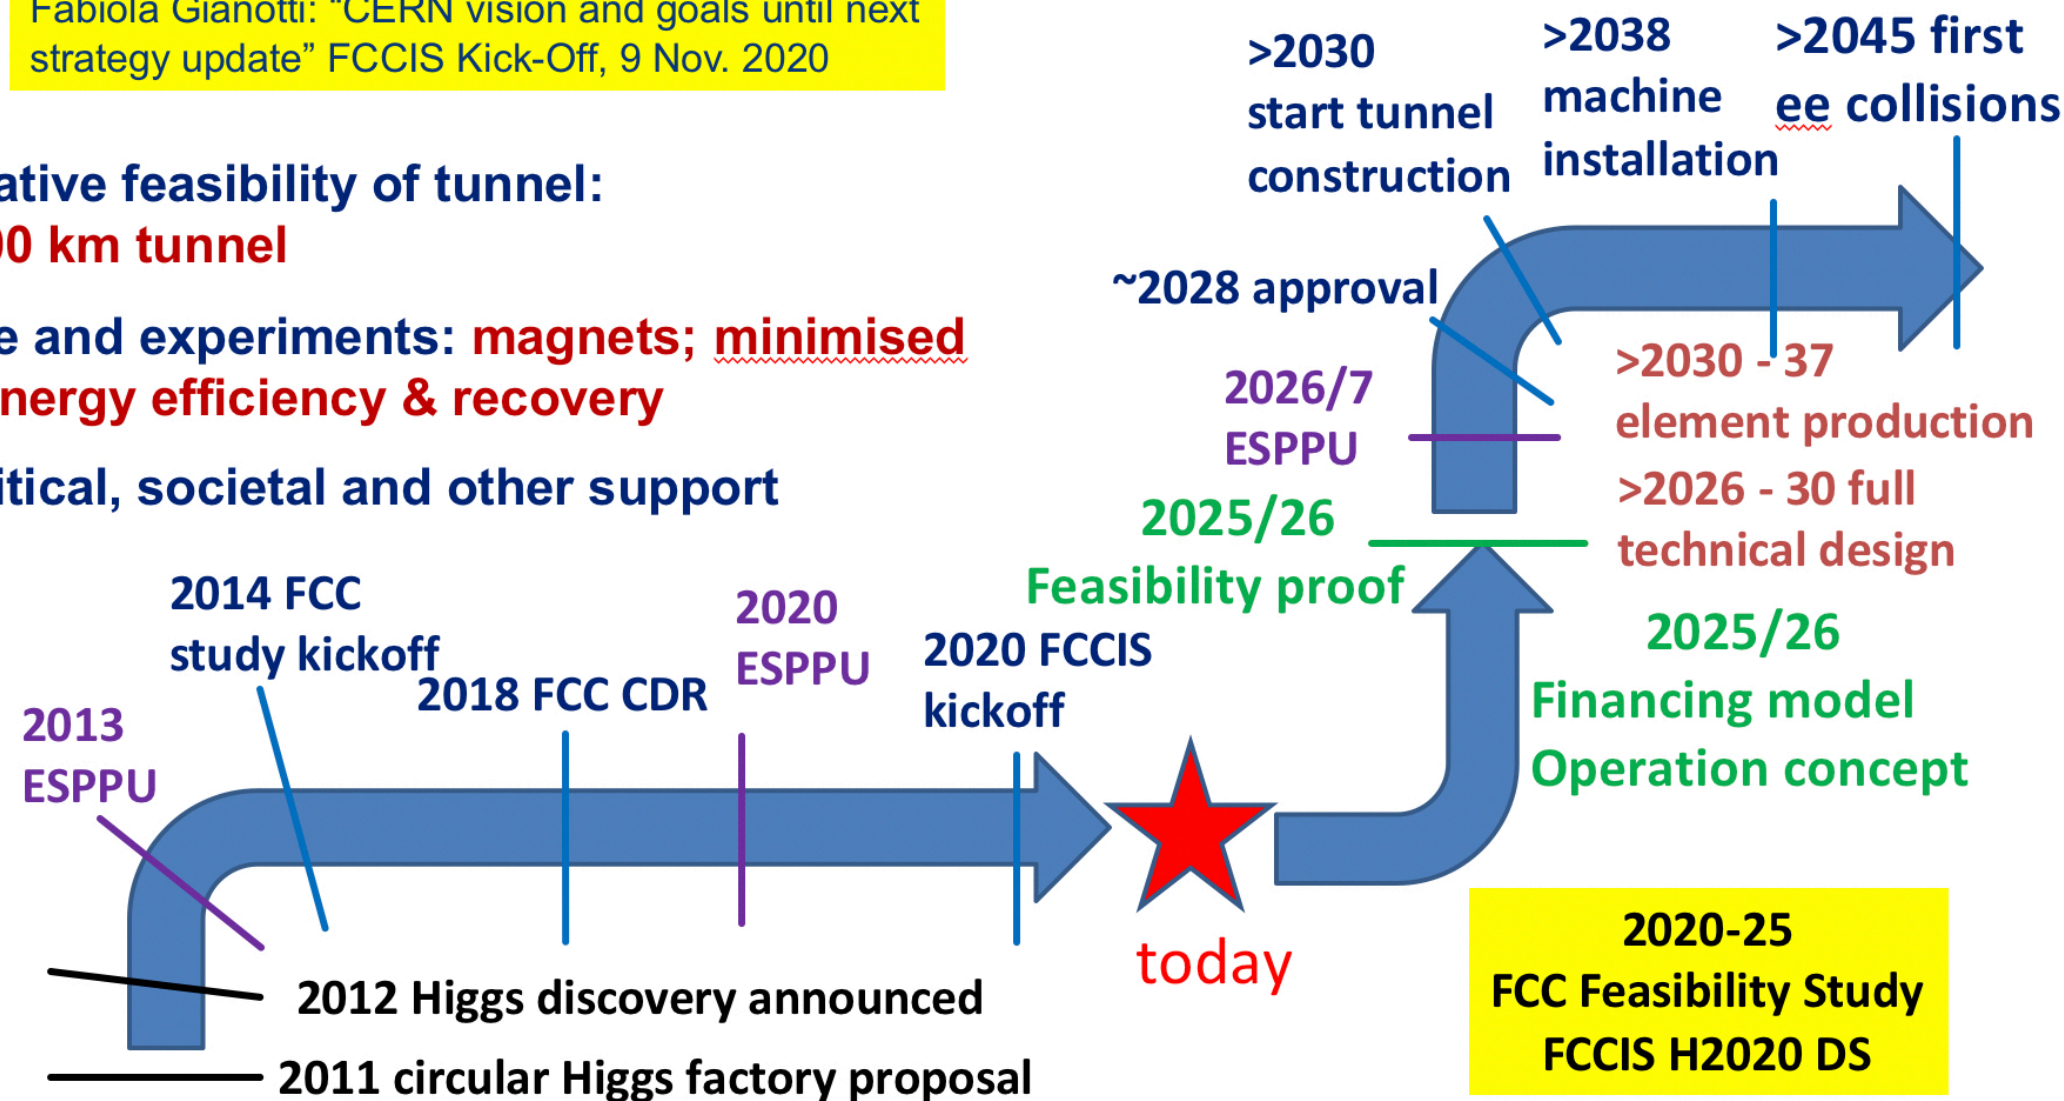 Fabiola Gianotti: “CERN vision and goals until next
strategy update” FCCIS Kick-Off, 9 Nov. 2020
feasibility of tunnel:
km tunnel
and experiments: magnets; minimised
efficiency & recovery
societal and other support
>2030
start tunnel
construction
>2038
machine
installation
>2045 first
ee collisions
~2028 approval
2026/7
ESPPU
>2030 - 37
element production
>2026 - 30 full
technical design
2025/26
Feasibility proof
2025/26
Financing model
Operation concept
2013
ESPPU
2014 FCC
study kickoff
2018 FCC CDR
2020
ESPPU
2020 FCCIS
kickoff
today
2012 Higgs discovery announced
2011 circular Higgs factory proposal
2020-25
FCC Feasibility Study
FCCIS H2020 DS